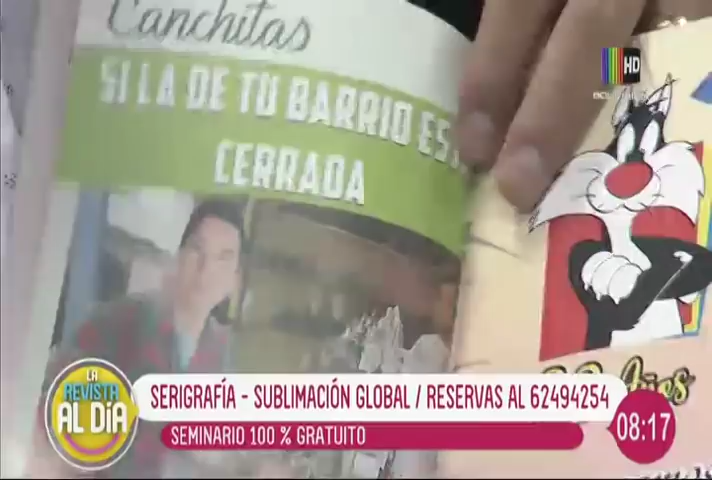 Canchitas
SI LA DE TU BARRIO ES
CERRADA
HD
LA
REVISTA
AL DÍA
SERIGRAFÍA - SUBLIMACIÓN GLOBAL / RESERVAS AL 62494254
SEMINARIO 100 % GRATUITO
08:17